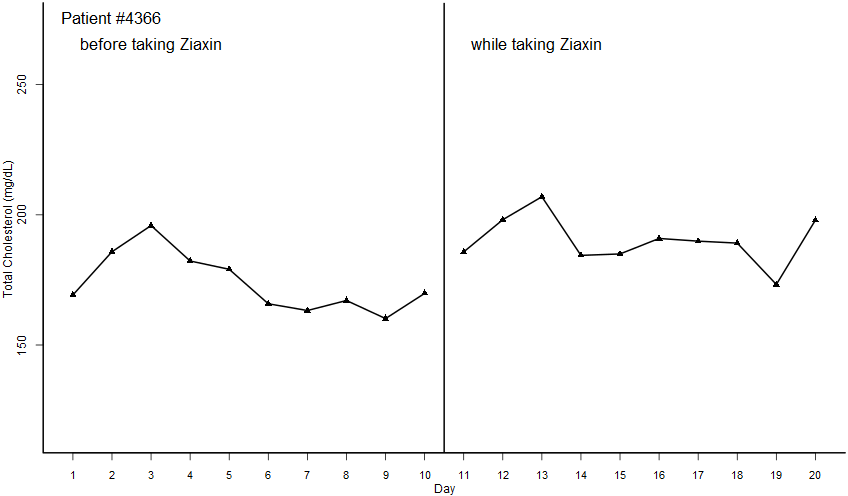 Patient #4366
before taking Ziaxin
while taking Ziaxin
Total Cholesterol (mg/dL)
250
200
150
1 2 3 4 5 6 7 8 9 10 11 12 13 14 15 16 17 18 19 20
Day